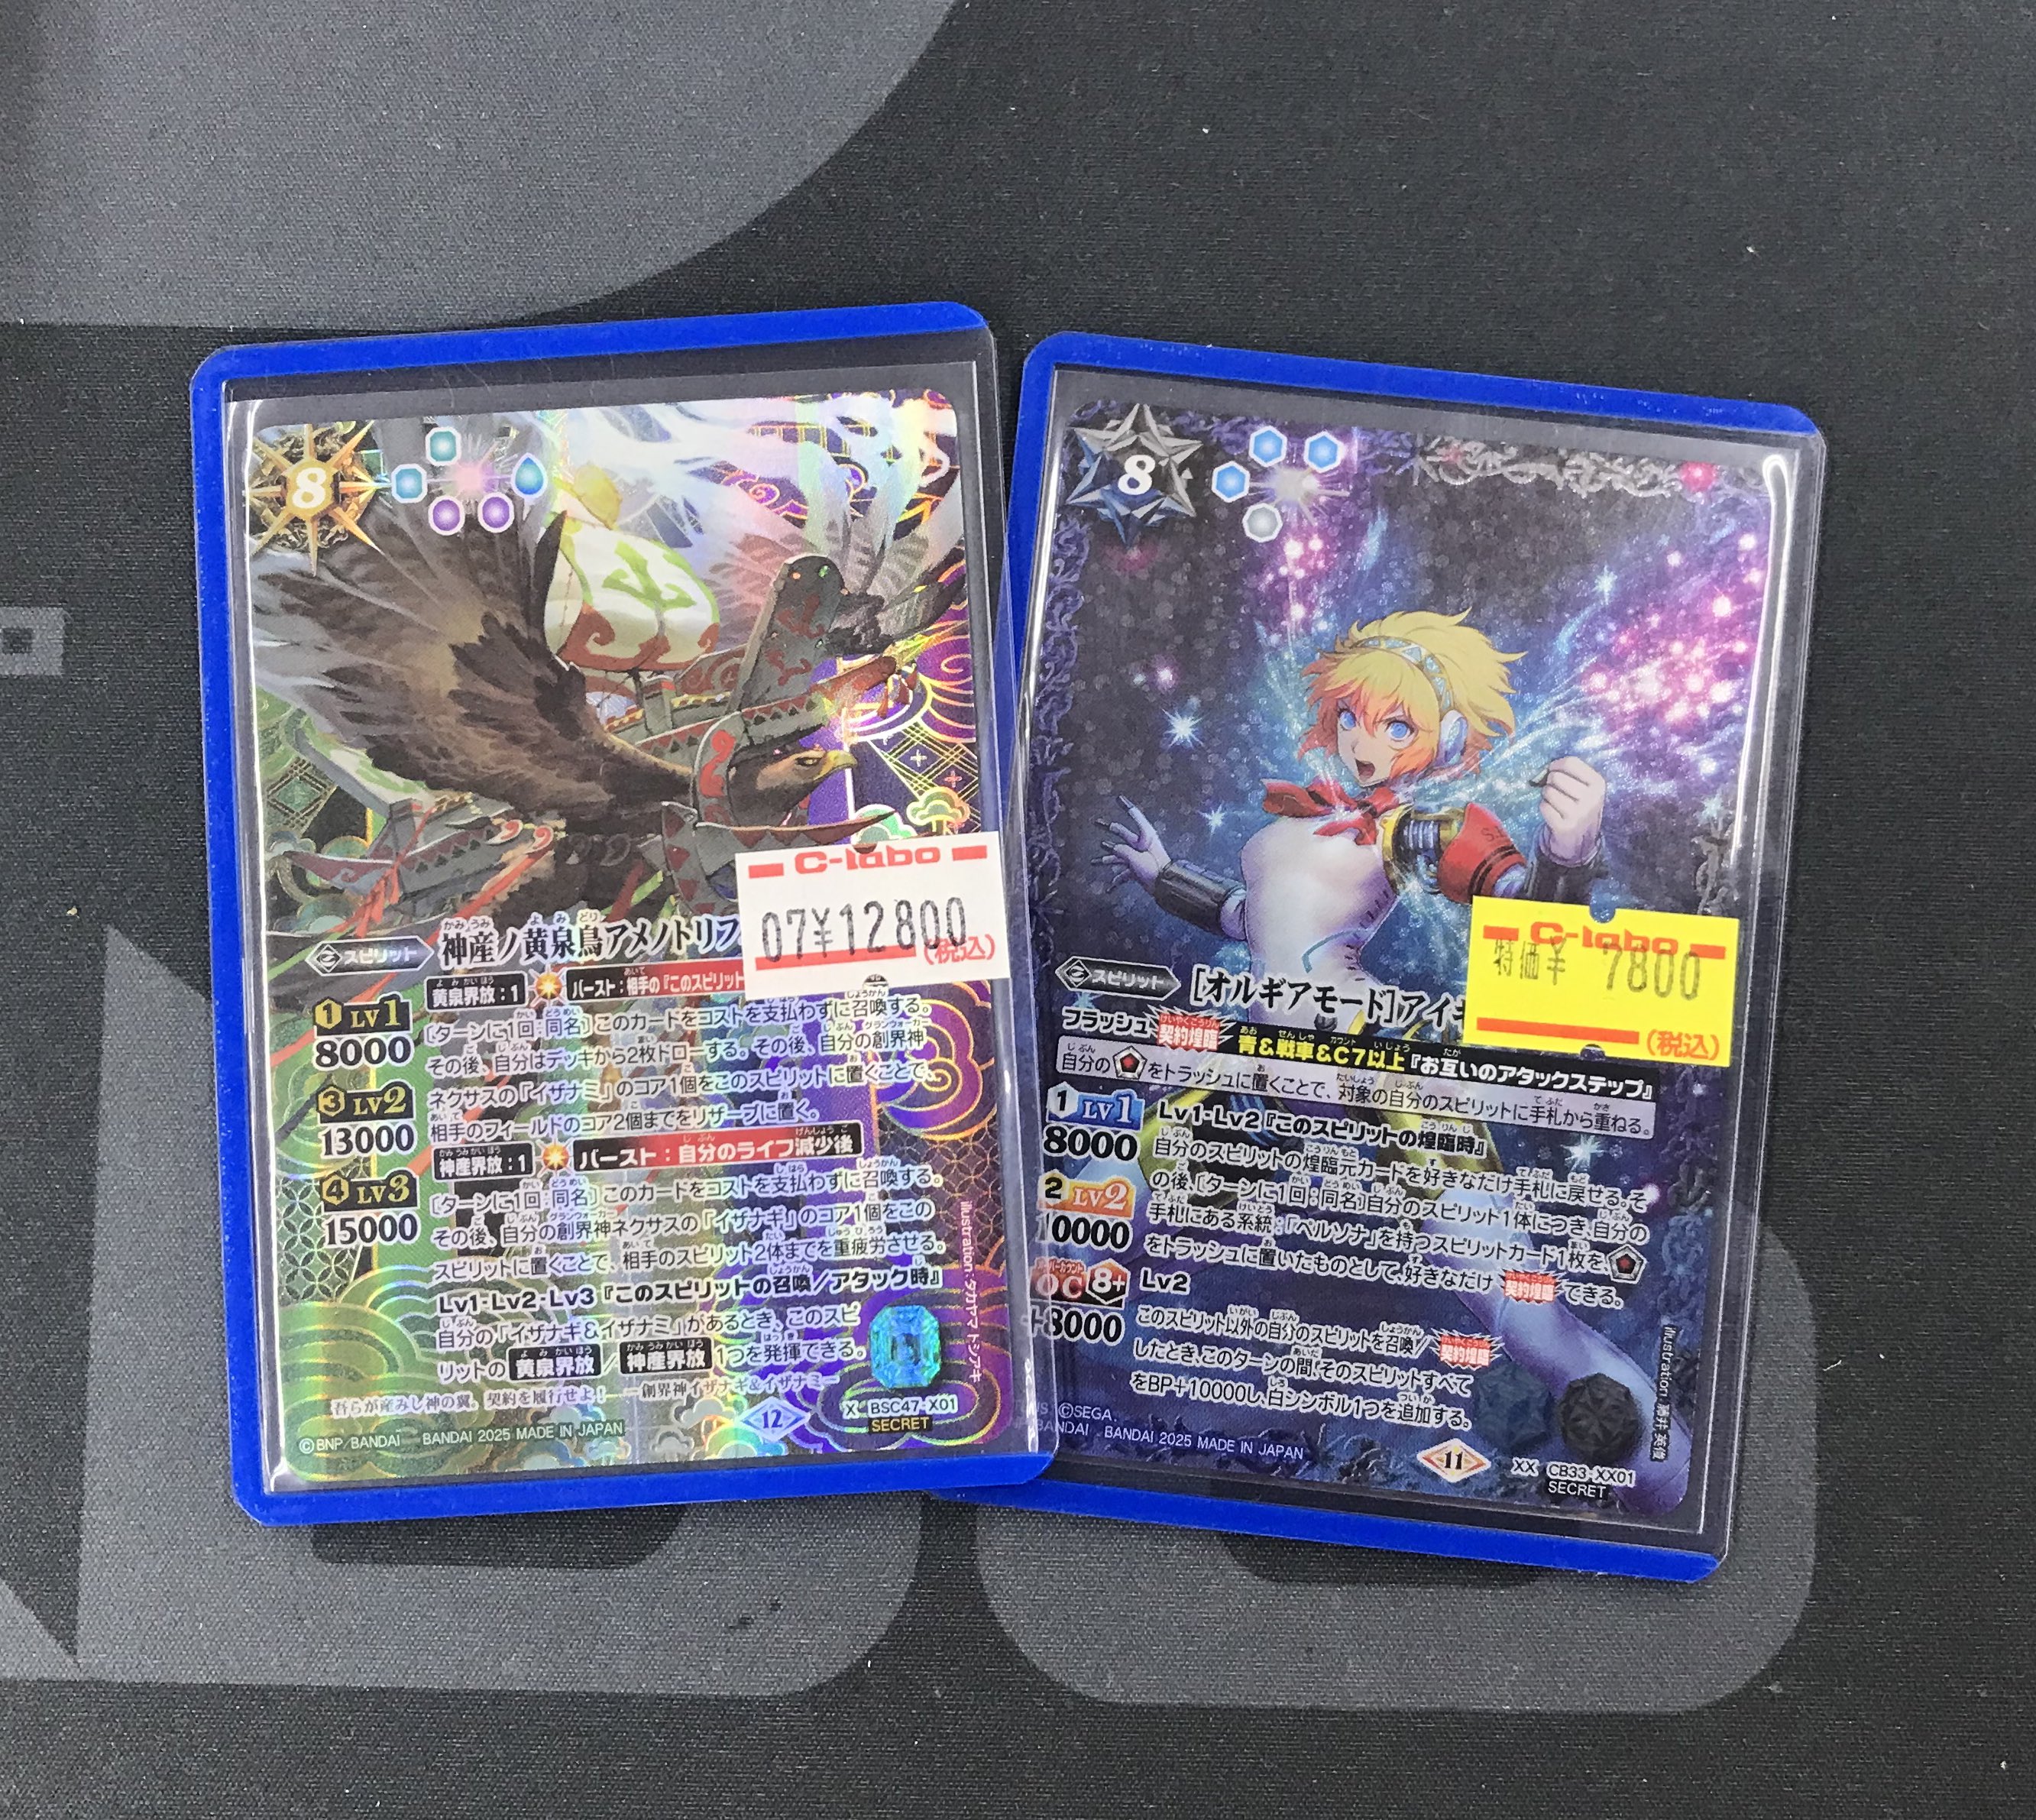 8
C-labo
07¥12800
(税込)
スピリット
神産ノ黄泉鳥アメノトリフ
黄泉界放:1 バースト:相手の『このスピリット
1 LV1
8000
〔ターンに1回:同名〕このカードをコストを支払わずに召喚する。
その後、自分はデッキから2枚ドローする。その後、自分の創界神
ネクサスの「イザナミ」のコア1個をこのスピリットに置くことで、
相手のフィールドのコア2個までをリザーブに置く。
3 LV2
13000
神産界放:1 バースト:自分のライフ減少後
4 LV3
15000
〔ターンに1回:同名〕このカードをコストを支払わずに召喚する。
その後、自分の創界神ネクサスの「イザナギ」のコア1個をこの
スピリットに置くことで、相手のスピリット2体までを重疲労させる。
Lv1・Lv2・Lv3『このスピリットの召喚/アタック時』
自分の「イザナギ&イザナミ」があるとき、このスピ
リットの 黄泉界放 / 神産界放 1つを発揮できる。
吾らが産みし神の翼。契約を履行せよ! ―創界神イザナギ&イザナミ―
illustration:タカヤマ トシアキ
©BNP/BANDAI BANDAI 2025 MADE IN JAPAN
12
X BSC47-X01
SECRET
8
C-labo
特価¥ 7800
(税込)
スピリット
[オルギアモード]アイギ
フラッシュ 契約煌臨 青&戦車&C7以上『お互いのアタックステップ』
自分の をトラッシュに置くことで、対象の自分のスピリットに手札から重ねる。
1 LV1
8000
Lv1・Lv2『このスピリットの煌臨時』
自分のスピリットの煌臨元カードを好きなだけ手札に戻せる。そ
の後、〔ターンに1回:同名〕自分のスピリット1体につき、自分の
手札にある系統:「ペルソナ」を持つスピリットカード1枚を、
をトラッシュに置いたものとして、好きなだけ 契約煌臨 できる。
2 LV2
10000
OC 8+
+8000
Lv2
このスピリット以外の自分のスピリットを召喚/ 契約煌臨
したとき、このターンの間、そのスピリットすべて
をBP+10000し、白シンボル1つを追加する。
illustration:藤井 英俊
©SEGA
BANDAI BANDAI 2025 MADE IN JAPAN
11
XX CB33-XX01
SECRET